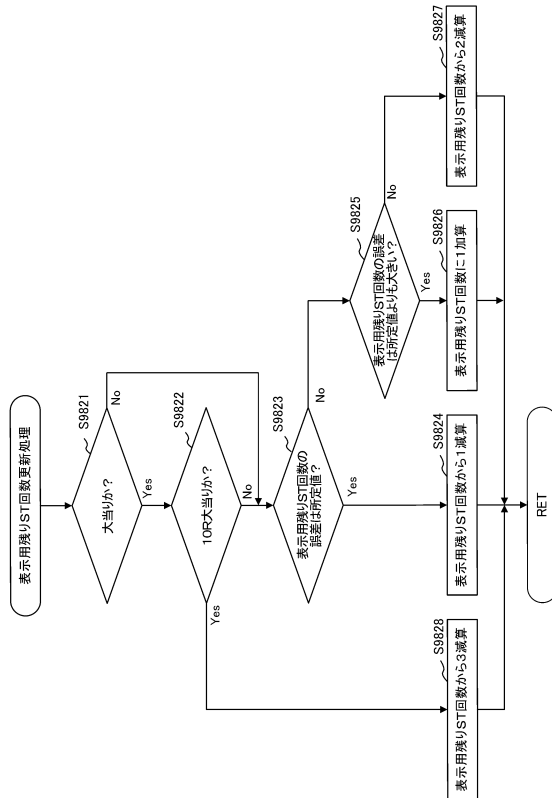 表示用残りST回数更新処理
S9821
大当りか?
No
Yes
S9822
10R大当りか?
Yes
No
S9823
表示用残りST回数の
誤差は所定値?
No
Yes
S9825
表示用残りST回数の誤差
は所定値よりも大きい?
No
Yes
S9828
表示用残りST回数から3減算
S9824
表示用残りST回数から1減算
S9826
表示用残りST回数に1加算
S9827
表示用残りST回数から2減算
RET